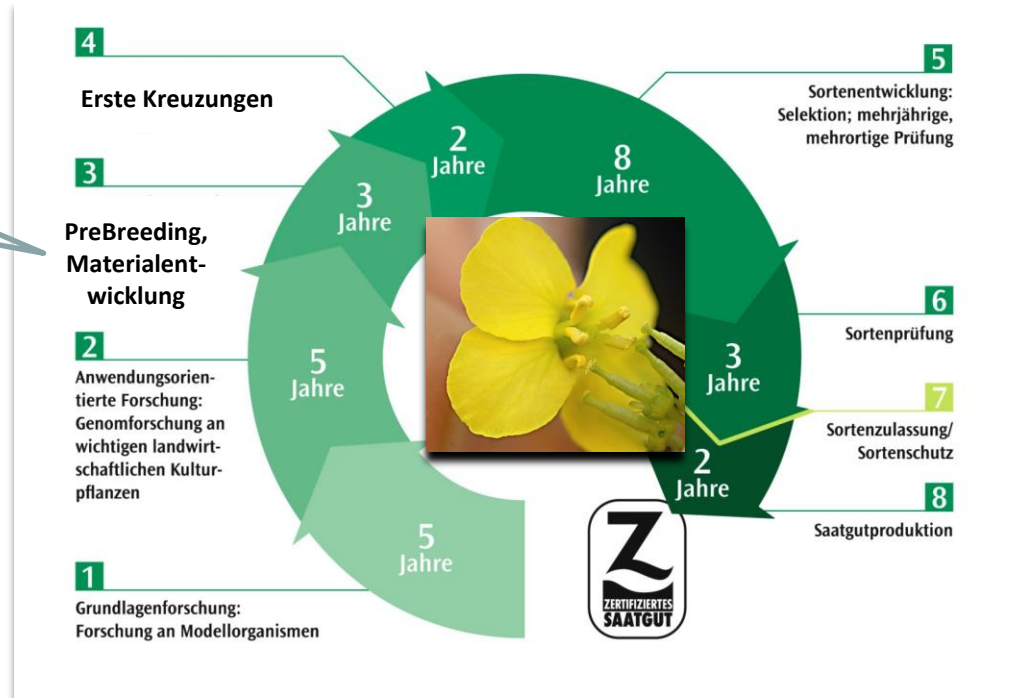 4
Erste Kreuzungen
3
PreBreeding,
Materialent-
wicklung
2
Anwendungsorien-
tierte Forschung:
Genomforschung an
wichtigen landwirt-
schaftlichen Kultur-
pflanzen
1
Grundlagenforschung:
Forschung an Modellorganismen
5
Jahre
5
Jahre
3
Jahre
2
Jahre
8
Jahre
3
Jahre
2
Jahre
5
Sortenentwicklung:
Selektion; mehrjährige,
mehrortige Prüfung
6
Sortenprüfung
7
Sortenzulassung/
Sortenschutz
8
Saatgutproduktion
Z
ZERTIFIZIERTES
SAATGUT